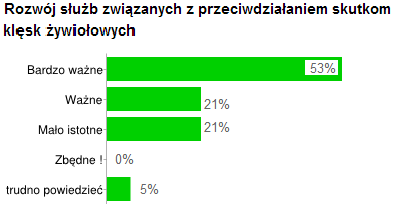 Rozwój służb związanych z przeciwdziałaniem skutkom
klęsk żywiołowych
Bardzo ważne 53%
Ważne 21%
Mało istotne 21%
Zbędne ! 0%
trudno powiedzieć 5%